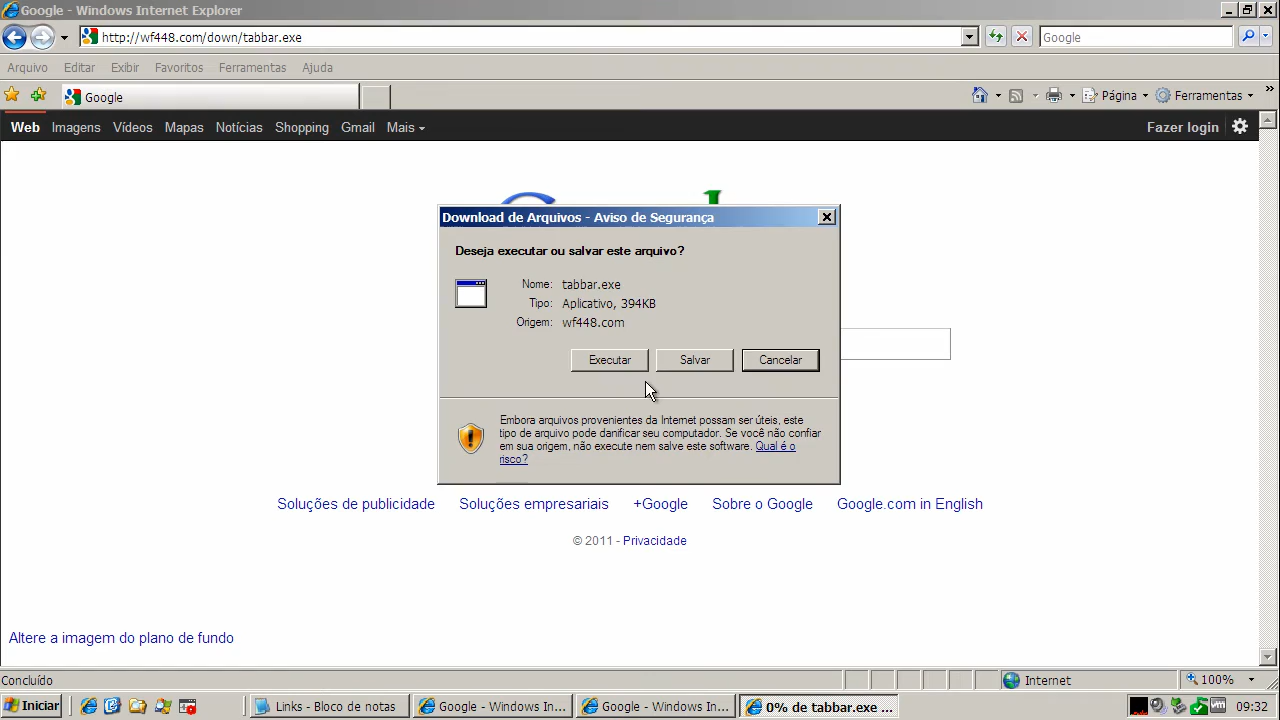 Google - Windows Internet Explorer
http://wf448.com/down/tabbar.exe
Google
Arquivo Editar Exibir Favoritos Ferramentas Ajuda
Google
Página Ferramentas »
Web Imagens Vídeos Mapas Notícias Shopping Gmail Mais
Fazer login
Download de Arquivos - Aviso de Segurança
Deseja executar ou salvar este arquivo?
Nome: tabbar.exe
Tipo: Aplicativo, 394KB
Origem: wf448.com
Executar Salvar Cancelar
Embora arquivos provenientes da Internet possam ser úteis, este
tipo de arquivo pode danificar seu computador. Se você não confiar
em sua origem, não execute nem salve este software. Qual é o
risco?
Soluções de publicidade Soluções empresariais +Google Sobre o Google Google.com in English
© 2011 - Privacidade
Altere a imagem do plano de fundo
Concluído
Internet
100%
Iniciar
Links - Bloco de notas
Google - Windows In...
Google - Windows In...
0% de tabbar.exe ...
09:32